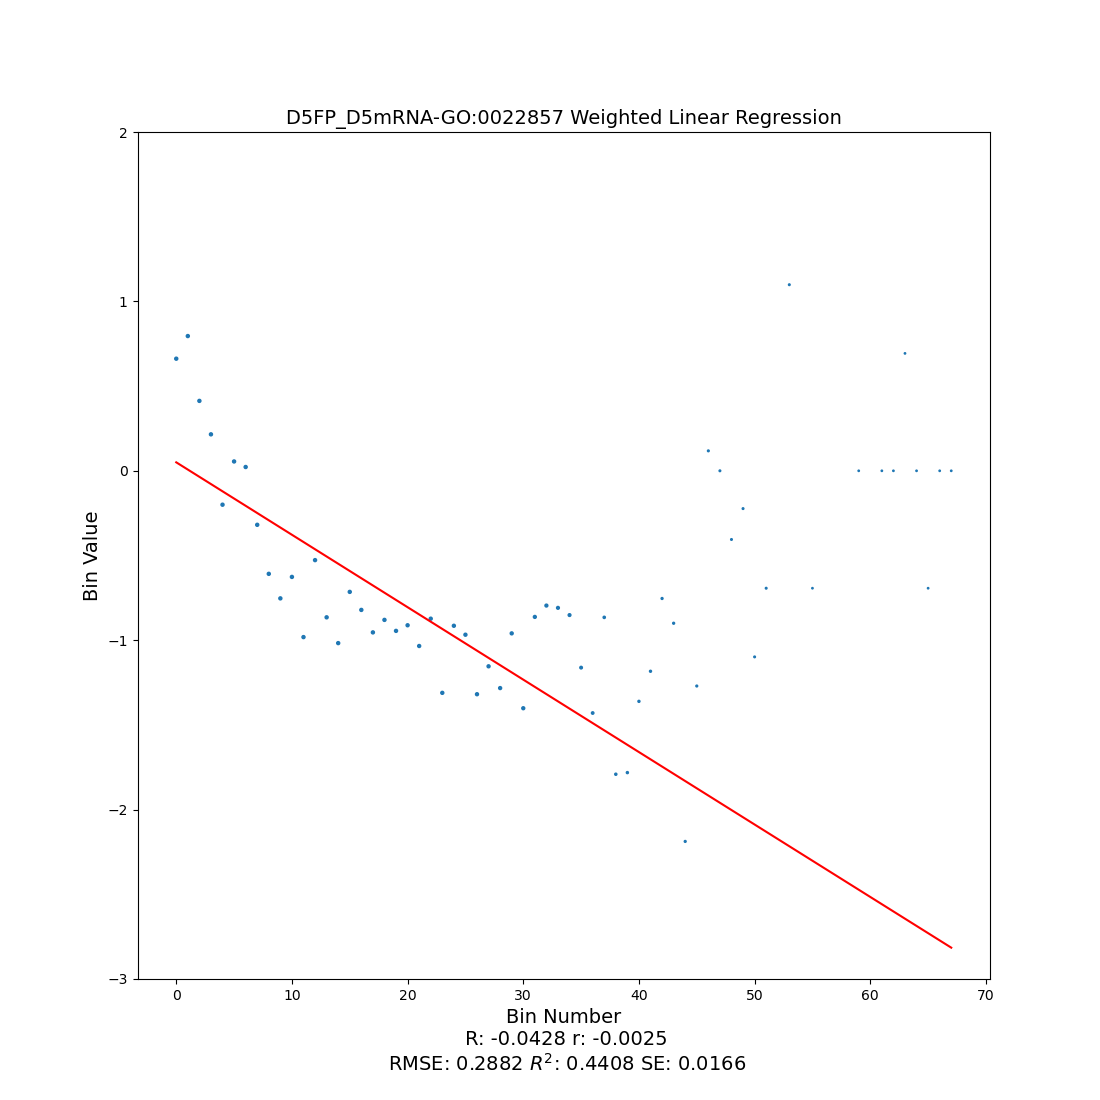 D5FP_D5mRNA-GO:0022857 Weighted Linear Regression
2
1
0
−1
−2
−3
Bin Value
0 10 20 30 40 50 60 70
Bin Number
R: -0.0428 r: -0.0025
RMSE: 0.2882 R²: 0.4408 SE: 0.0166